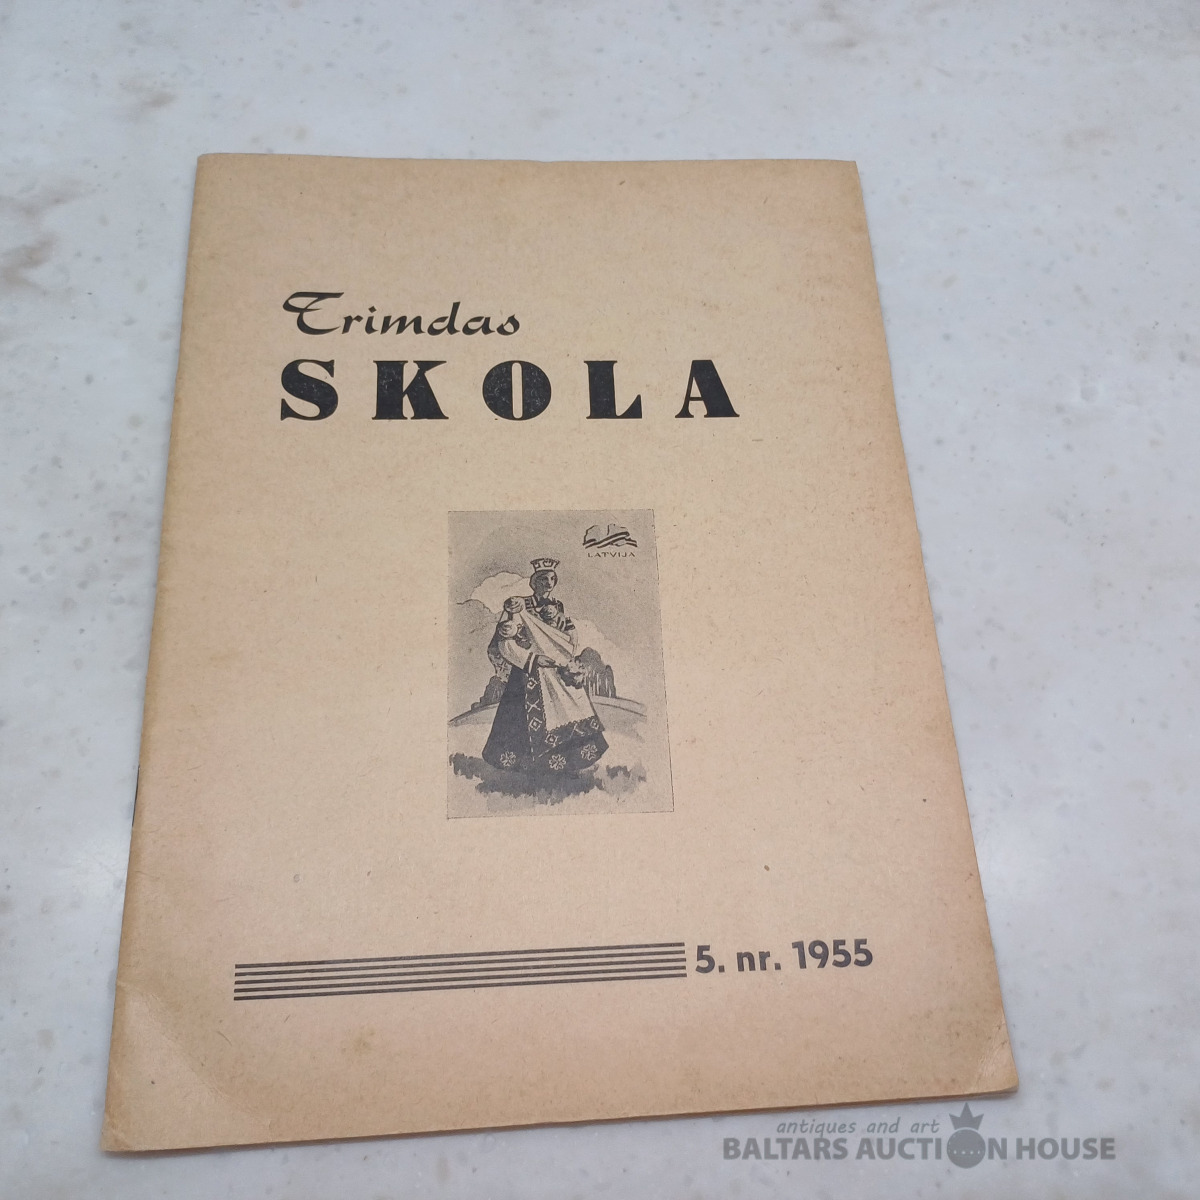 Trimdas
SKOLA
LATVIJA
5. nr. 1955
antiques and art
BALTARS AUCTION HOUSE